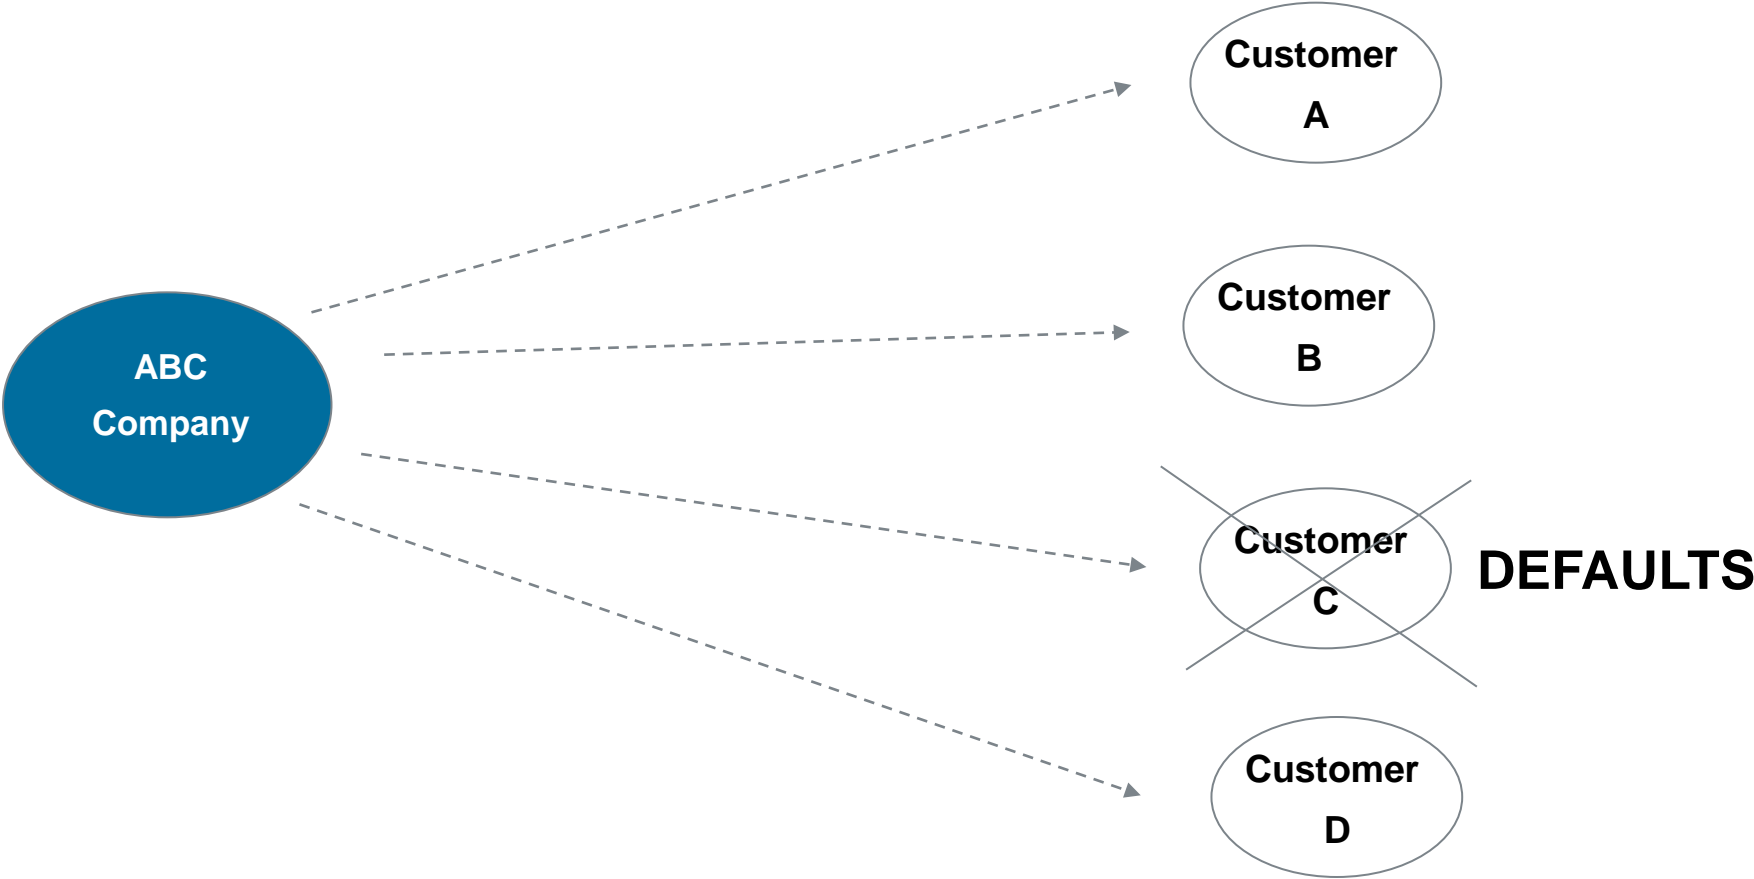 Customer
A
ABC
Company
Customer
B
Customer
C
DEFAULTS
Customer
D